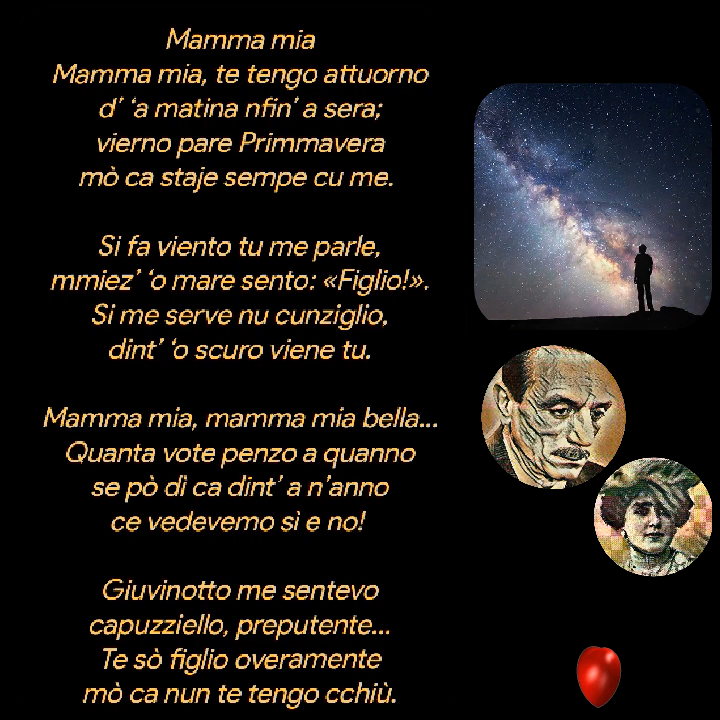 Mamma mia
Mamma mia, te tengo attuorno
d’ ‘a matina nfin’ a sera;
vierno pare Primmavera
mò ca staje sempe cu me.
Si fa viento tu me parle,
mmiez’ ‘o mare sento: «Figlio!».
Si me serve nu cunziglio,
dint’ ‘o scuro viene tu.
Mamma mia, mamma mia bella...
Quanta vote penzo a quanno
se pò dì ca dint’ a n’anno
ce vedevemo sì e no!
Giuvinotto me sentevo
capuzziello, preputente...
Te sò figlio overamente
mò ca nun te tengo cchiù.